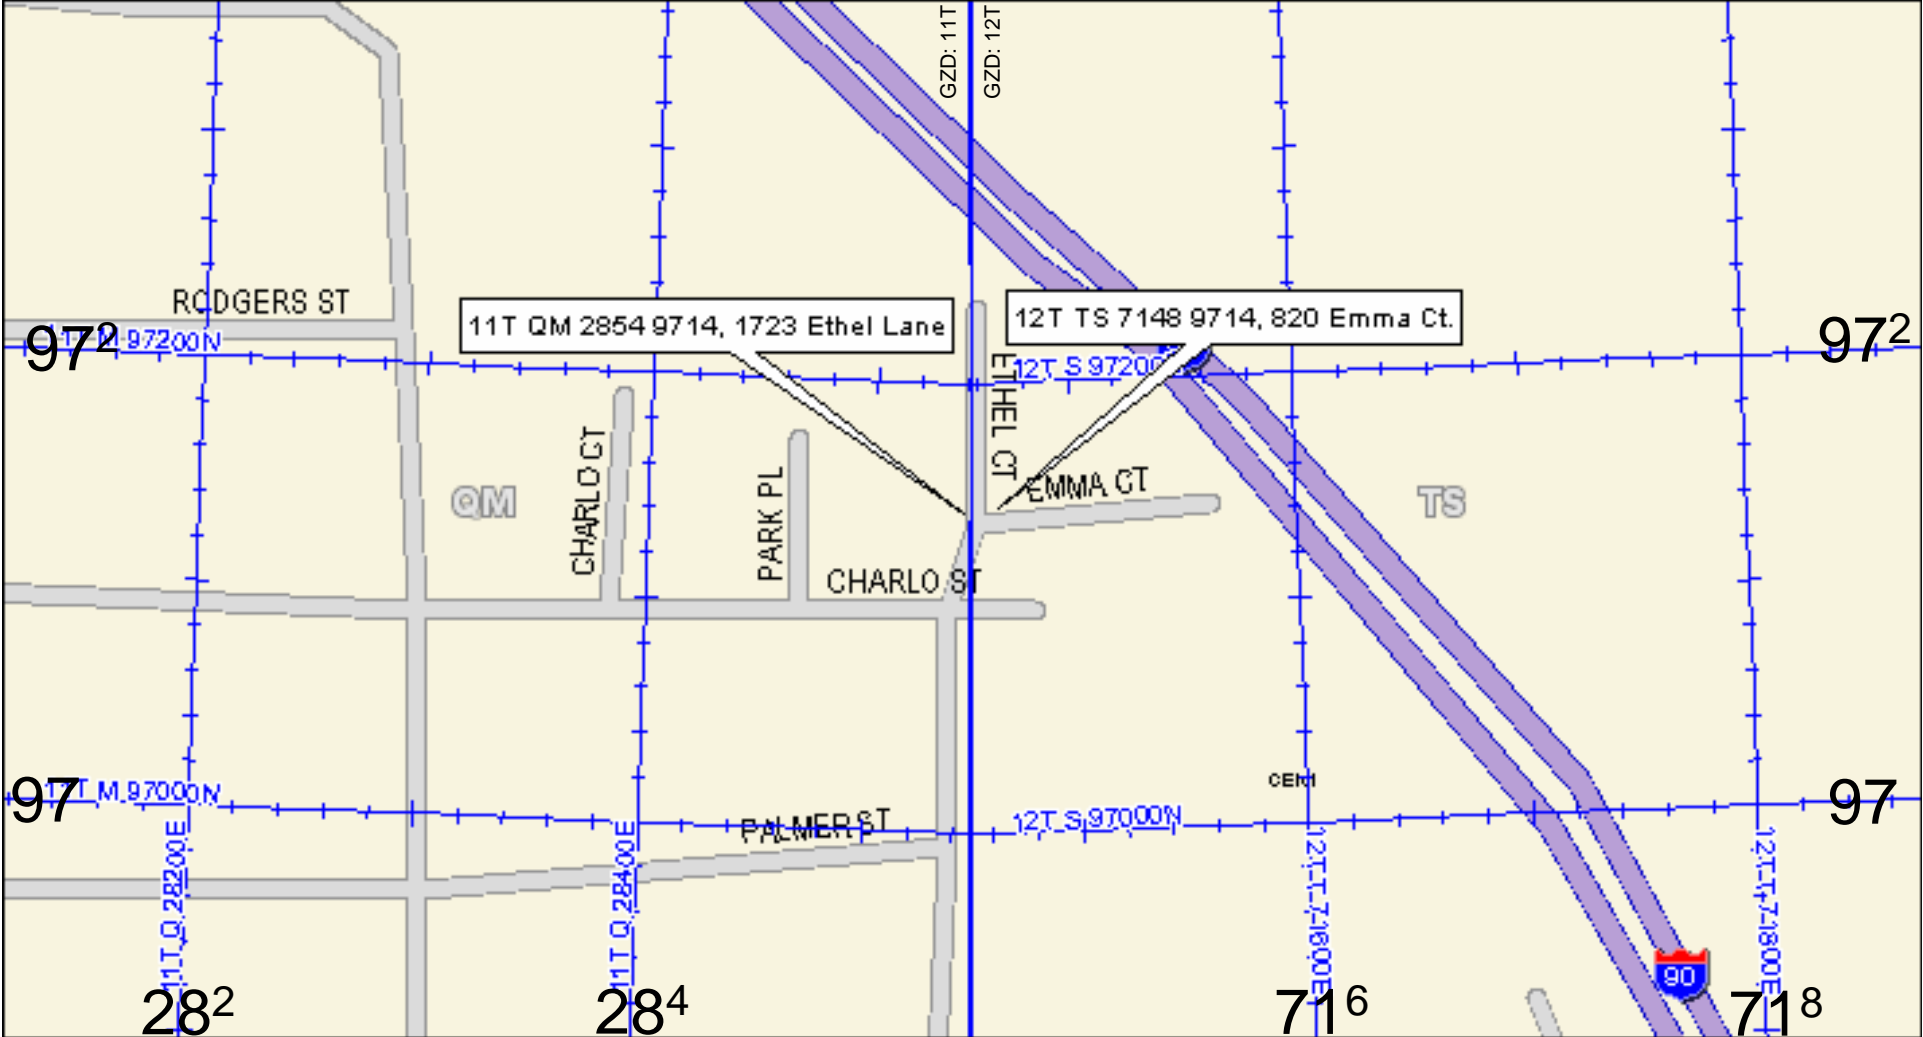 GZD: 11T
GZD: 12T
RODGERS ST
11T QM 2854 9714, 1723 Ethel Lane
12T TS 7148 9714, 820 Emma Ct.
97²
11T M 97200N
12T S 97200
97²
ETHEL CT
CHARLO CT
PARK PL
EMMA CT
QM
TS
CHARLO ST
CEM1
97
11T M 97000N
PALMER ST
12T S 97000N
97
11T Q 28200E
11T Q 28400E
12T T 71600E
12T T 71800E
90
28²
28⁴
71⁶
71⁸